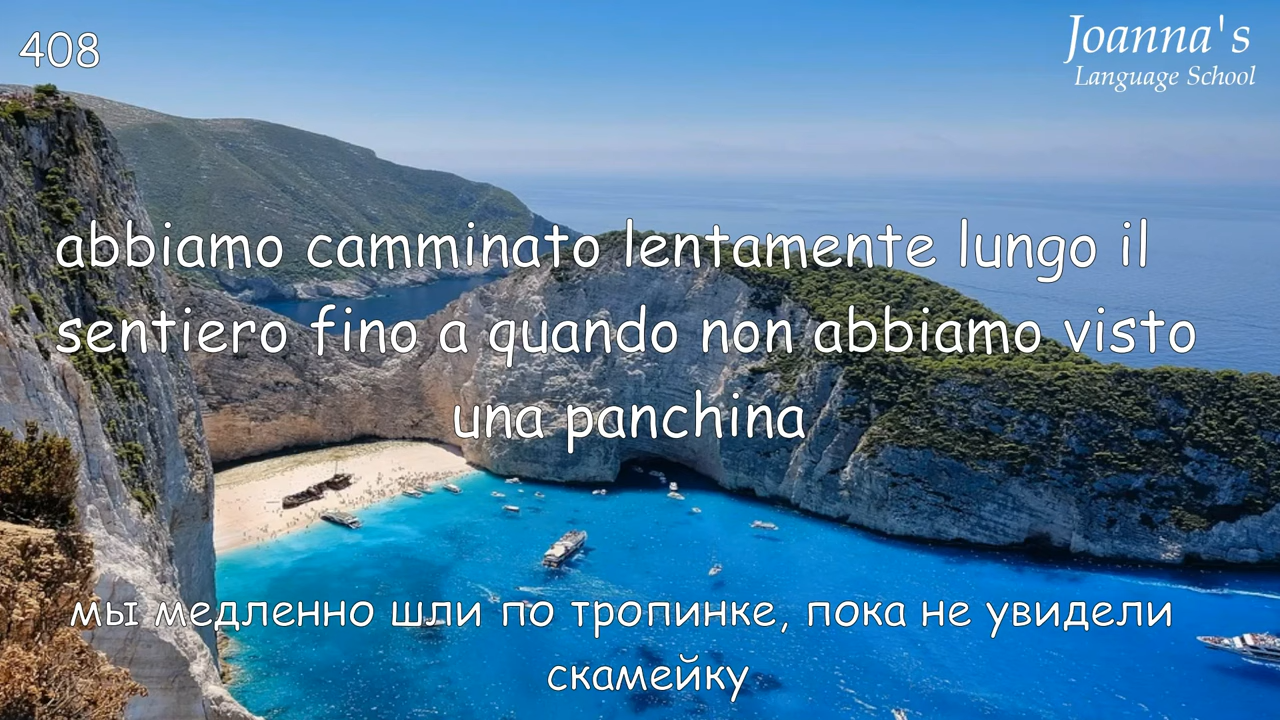 408
Joanna's
Language School
abbiamo camminato lentamente lungo il
sentiero fino a quando non abbiamo visto
una panchina
мы медленно шли по тропинке, пока не увидели
скамейку